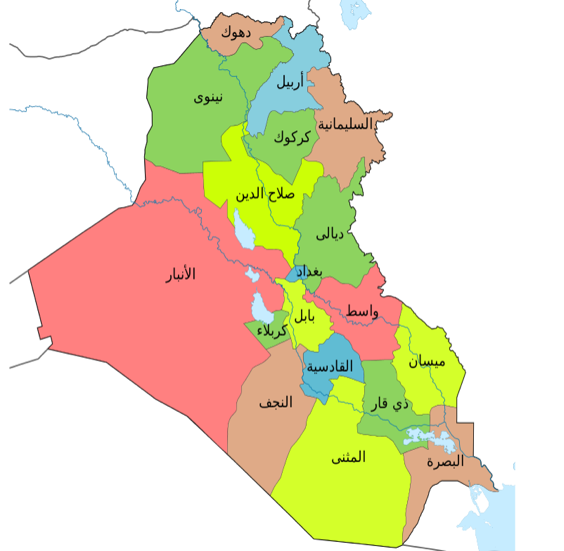 دهوك
أربيل
نينوى
السليمانية
كركوك
صلاح الدين
ديالى
بغداد
الأنبار
واسط
بابل
كربلاء
ميسان
القادسية
النجف
ذي قار
المثنى
البصرة